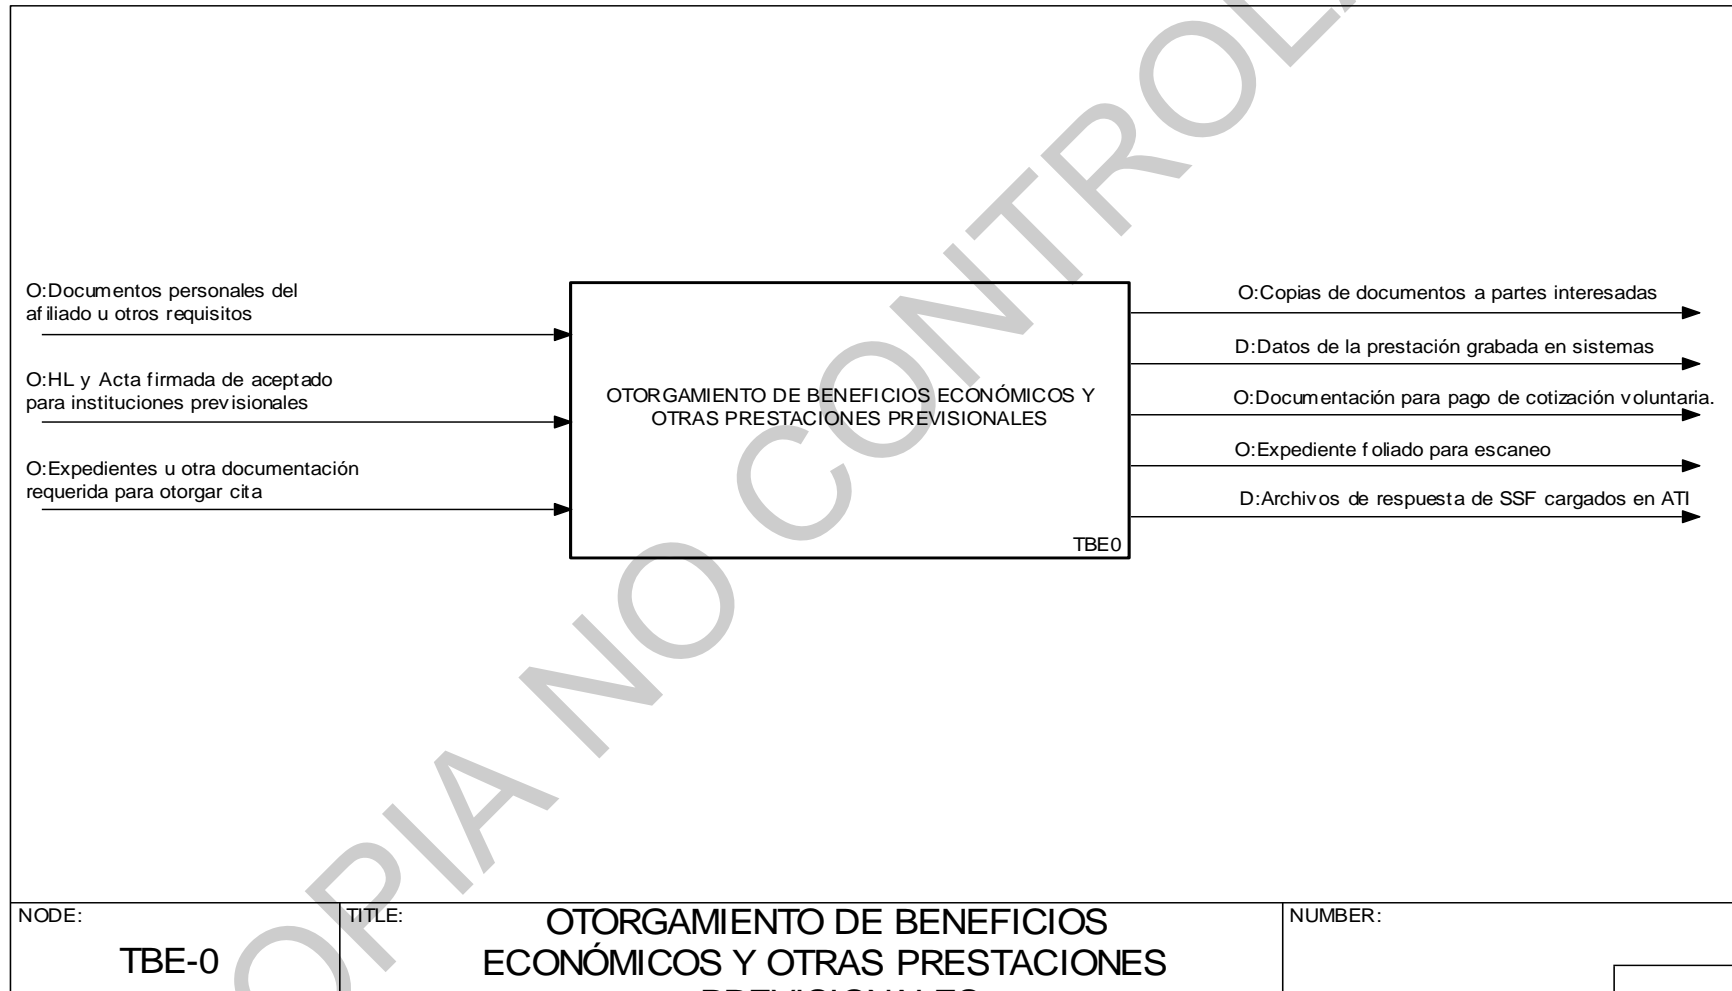 O:Documentos personales del
afiliado u otros requisitos
O:HL y Acta firmada de aceptado
para instituciones previsionales
O:Expedientes u otra documentación
requerida para otorgar cita
OTORGAMIENTO DE BENEFICIOS ECONÓMICOS Y
OTRAS PRESTACIONES PREVISIONALES
TBE0
O:Copias de documentos a partes interesadas
D:Datos de la prestación grabada en sistemas
O:Documentación para pago de cotización voluntaria.
O:Expediente foliado para escaneo
D:Archivos de respuesta de SSF cargados en ATI
OPIA NO CONTROL
NODE:
TBE-0
TITLE:
OTORGAMIENTO DE BENEFICIOS
ECONÓMICOS Y OTRAS PRESTACIONES
PREVISIONALES
NUMBER: